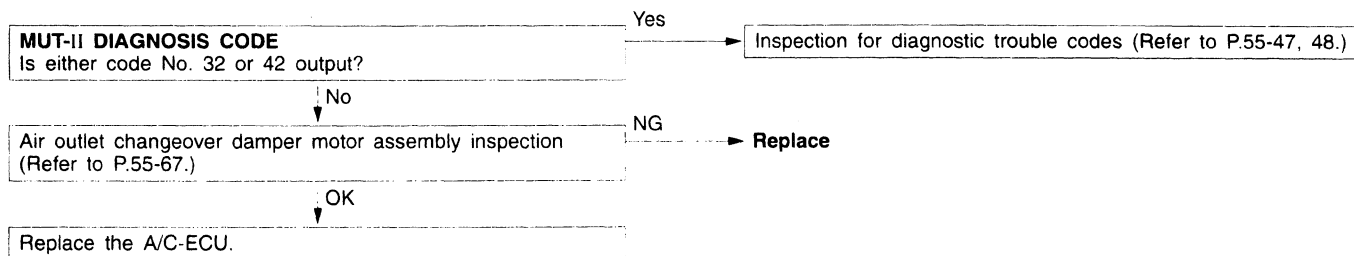 Yes
MUT-II DIAGNOSIS CODE
Is either code No. 32 or 42 output?
Inspection for diagnostic trouble codes (Refer to P.55-47, 48.)
No
Air outlet changeover damper motor assembly inspection
(Refer to P.55-67.)
NG
Replace
OK
Replace the A/C-ECU.